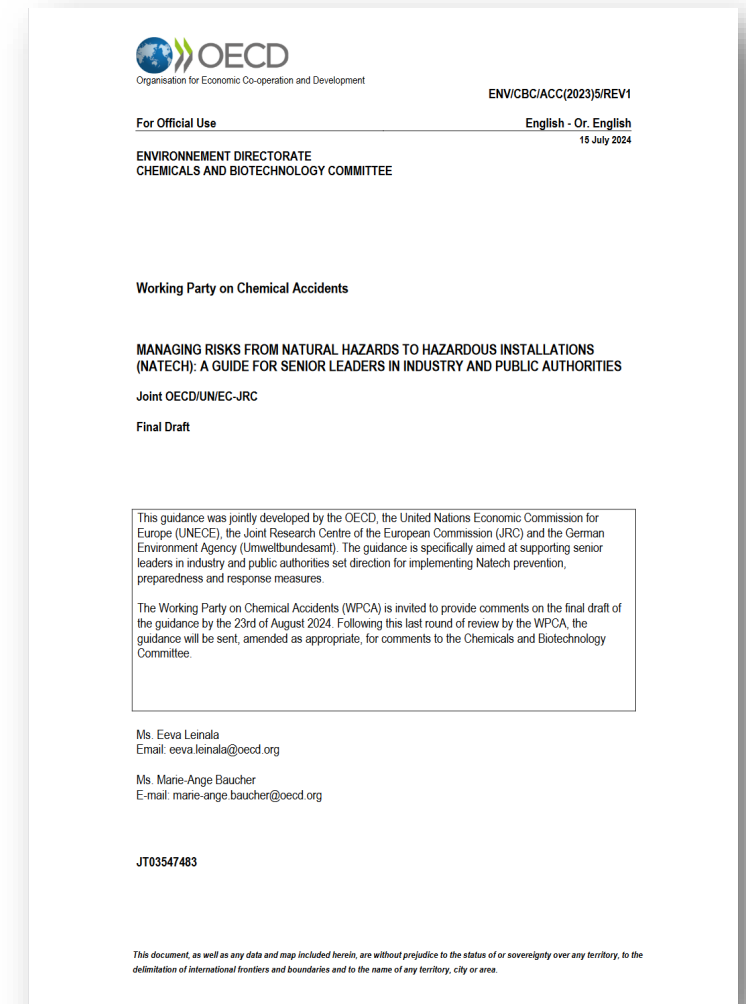 OECD
Organisation for Economic Co-operation and Development
ENV/CBC/ACC(2023)5/REV1
For Official Use
English - Or. English
15 July 2024
ENVIRONNEMENT DIRECTORATE
CHEMICALS AND BIOTECHNOLOGY COMMITTEE
Working Party on Chemical Accidents
MANAGING RISKS FROM NATURAL HAZARDS TO HAZARDOUS INSTALLATIONS
(NATECH): A GUIDE FOR SENIOR LEADERS IN INDUSTRY AND PUBLIC AUTHORITIES
Joint OECD/UN/EC-JRC
Final Draft
This guidance was jointly developed by the OECD, the United Nations Economic Commission for
Europe (UNECE), the Joint Research Centre of the European Commission (JRC) and the German
Environment Agency (Umweltbundesamt). The guidance is specifically aimed at supporting senior
leaders in industry and public authorities set direction for implementing Natech prevention,
preparedness and response measures.
The Working Party on Chemical Accidents (WPCA) is invited to provide comments on the final draft of
the guidance by the 23rd of August 2024. Following this last round of review by the WPCA, the
guidance will be sent, amended as appropriate, for comments to the Chemicals and Biotechnology
Committee.
Ms. Eeva Leinala
Email: eeva.leinala@oecd.org
Ms. Marie-Ange Baucher
E-mail: marie-ange.baucher@oecd.org
JT03547483
This document, as well as any data and map included herein, are without prejudice to the status of or sovereignty over any territory, to the
delimitation of international frontiers and boundaries and to the name of any territory, city or area.